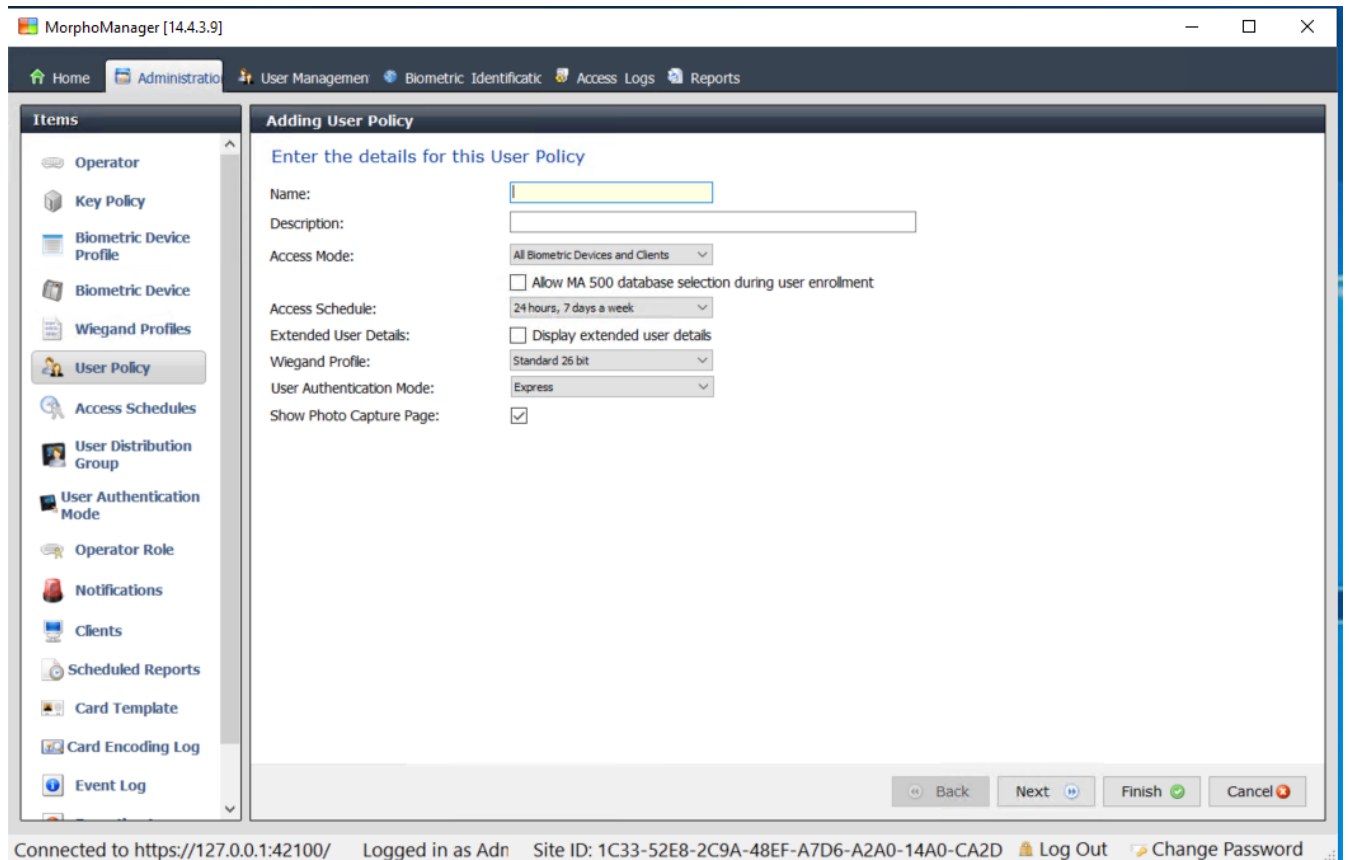 MorphoManager [14.4.3.9]
Home Administratio User Managemen Biometric Identificatic Access Logs Reports
Items
Operator
Key Policy
Biometric Device
Profile
Biometric Device
Wiegand Profiles
User Policy
Access Schedules
User Distribution
Group
User Authentication
Mode
Operator Role
Notifications
Clients
Scheduled Reports
Card Template
Card Encoding Log
Event Log
Adding User Policy
Enter the details for this User Policy
Name:
Description:
Access Mode: All Biometric Devices and Clients
Allow MA 500 database selection during user enrollment
Access Schedule: 24 hours, 7 days a week
Extended User Details: Display extended user details
Wiegand Profile: Standard 26 bit
User Authentication Mode: Express
Show Photo Capture Page:
Back Next Finish Cancel
Connected to https://127.0.0.1:42100/ Logged in as Adn Site ID: 1C33-52E8-2C9A-48EF-A7D6-A2A0-14A0-CA2D Log Out Change Password